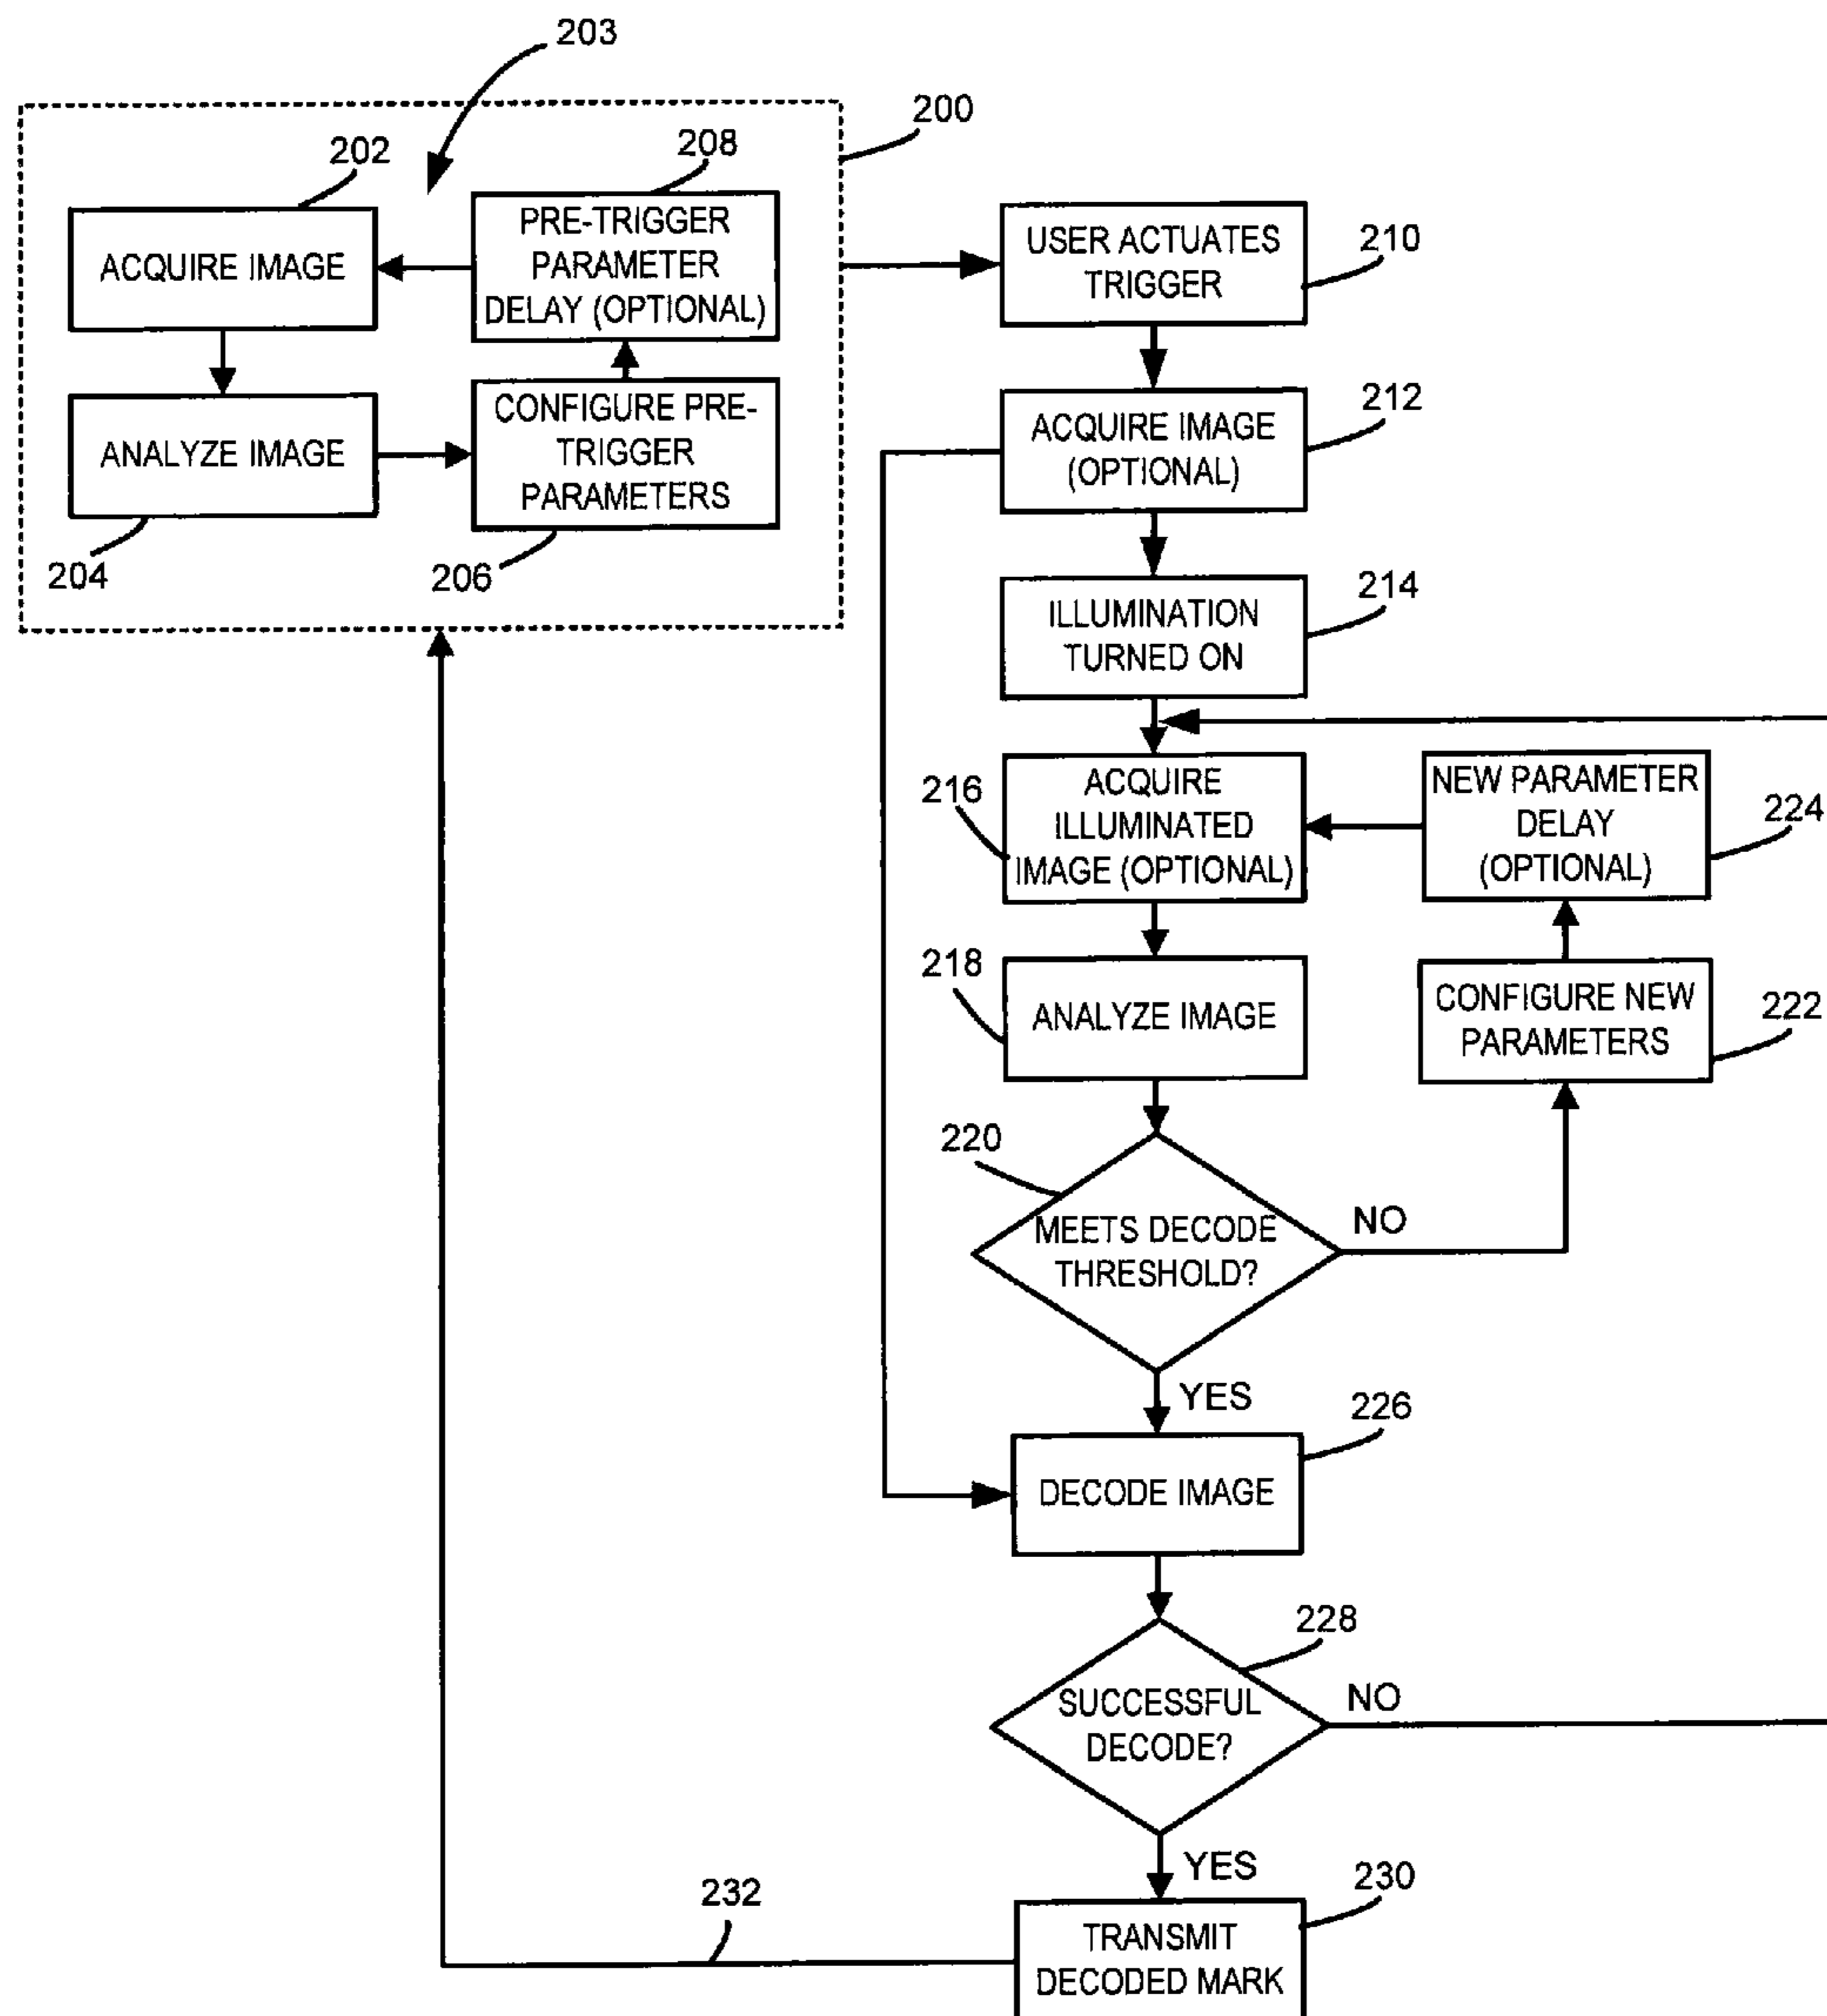 203
200
202
208
ACQUIRE IMAGE
PRE-TRIGGER
PARAMETER
DELAY (OPTIONAL)
USER ACTUATES
TRIGGER
210
ANALYZE IMAGE
CONFIGURE PRE-
TRIGGER
PARAMETERS
204
206
ACQUIRE IMAGE
(OPTIONAL)
212
ILLUMINATION
TURNED ON
214
216
ACQUIRE
ILLUMINATED
IMAGE (OPTIONAL)
NEW PARAMETER
DELAY
(OPTIONAL)
224
218
ANALYZE IMAGE
CONFIGURE NEW
PARAMETERS
222
220
MEETS DECODE
THRESHOLD?
NO
YES
226
DECODE IMAGE
228
SUCCESSFUL
DECODE?
NO
YES
232
230
TRANSMIT
DECODED MARK